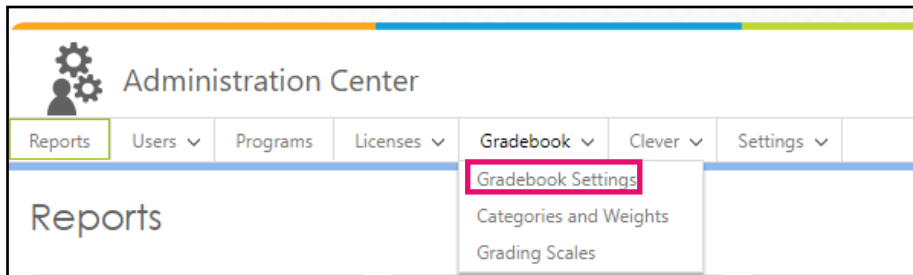 Administration Center
Reports Users Programs Licenses Gradebook Clever Settings
Gradebook Settings
Reports
Categories and Weights
Grading Scales